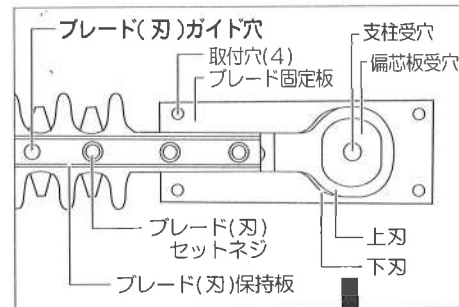 ブレード(刃)ガイド穴
取付穴(4)
ブレード固定板
支柱受穴
偏芯板受穴
ブレード(刃)
セットネジ
ブレード(刃)保持板
上刃
下刃